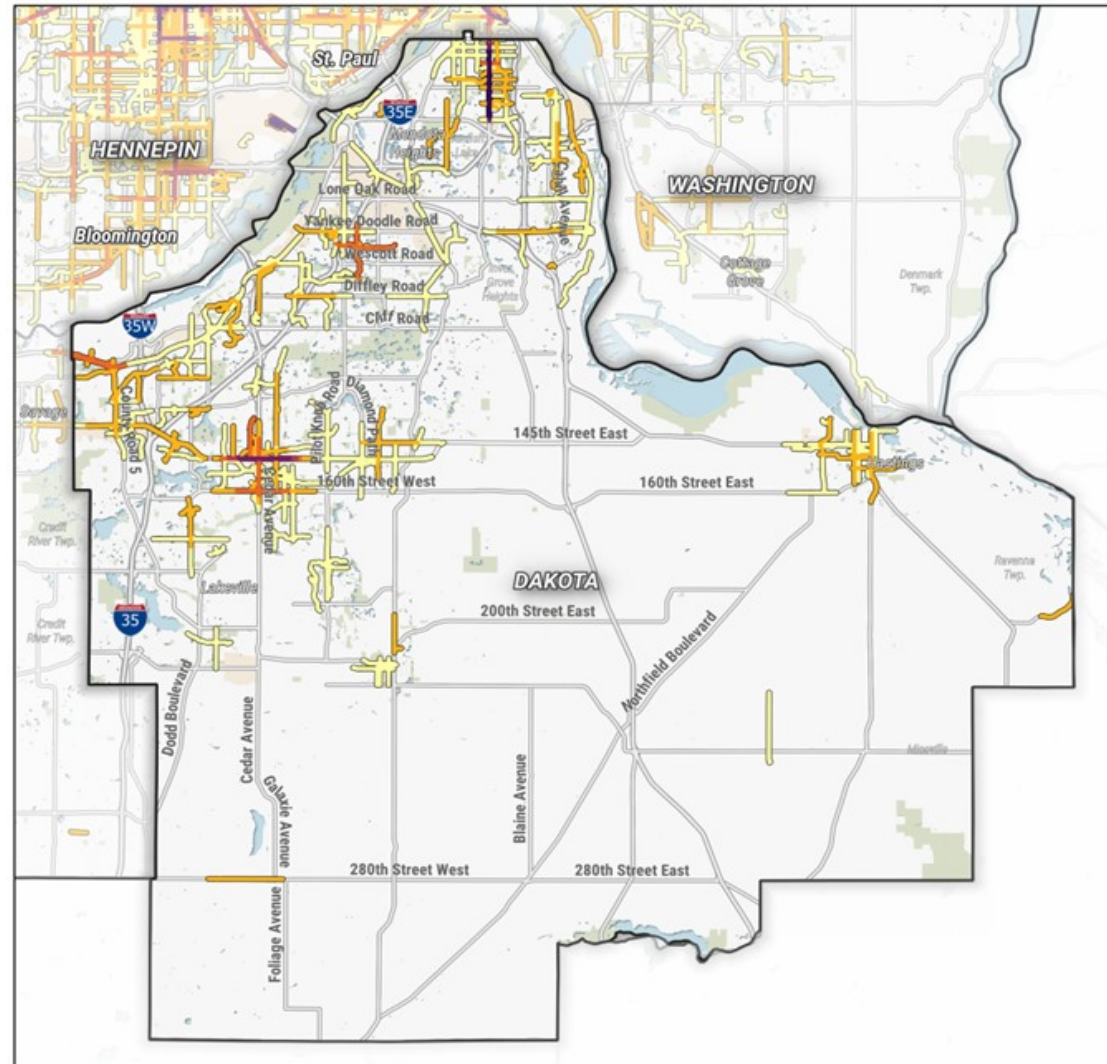 St. Paul
35E
Mendota
Heights
HENNEPIN
WASHINGTON
Lone Oak Road
Yankee Doodle Road
Bloomington
Wescott Road
Inver
Grove
Heights
Cottage
Grove
Denmark
Twp.
Diffley Road
Cliff Road
35W
Savage
County Road 5
Pilot Knob Road
Diamond Path
145th Street East
Hastings
160th Street West
160th Street East
Cedar Avenue
Credit
River Twp.
Ravenna
Twp.
DAKOTA
Lakeville
200th Street East
35
Credit
River Twp.
Northfield Boulevard
Dodd Boulevard
Cedar Avenue
Galaxie Avenue
Blaine Avenue
Miesville
280th Street West
280th Street East
Foliage Avenue